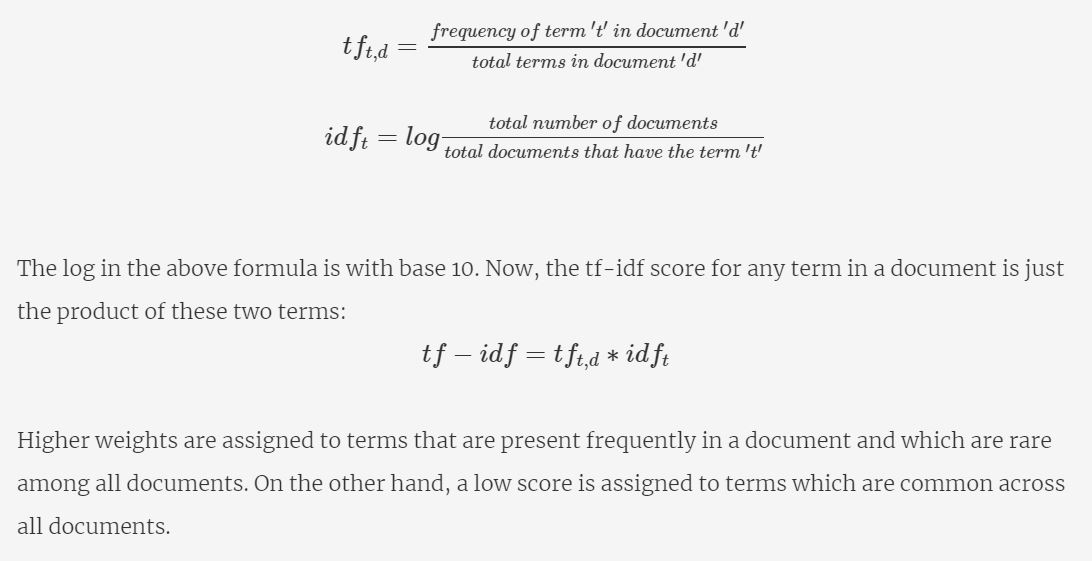 tf_{t,d} = \frac{frequency of term 't' in document 'd'}{total terms in document 'd'}
idf_t = log \frac{total number of documents}{total documents that have the term 't'}
The log in the above formula is with base 10. Now, the tf-idf score for any term in a document is just
the product of these two terms:
tf − idf = tf_{t,d} * idf_t
Higher weights are assigned to terms that are present frequently in a document and which are rare
among all documents. On the other hand, a low score is assigned to terms which are common across
all documents.